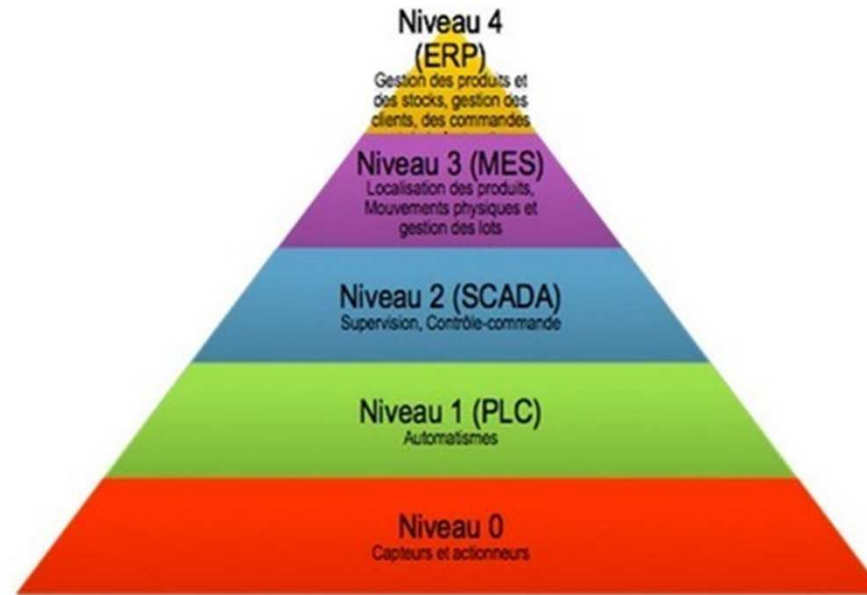 Niveau 4
(ERP)
Gestion des produits et
des stocks, gestion des
clients, des commandes
Niveau 3 (MES)
Localisation des produits,
Mouvements physiques et
gestion des lots
Niveau 2 (SCADA)
Supervision, Contrôle-commande
Niveau 1 (PLC)
Automatismes
Niveau 0
Capteurs et actionneurs